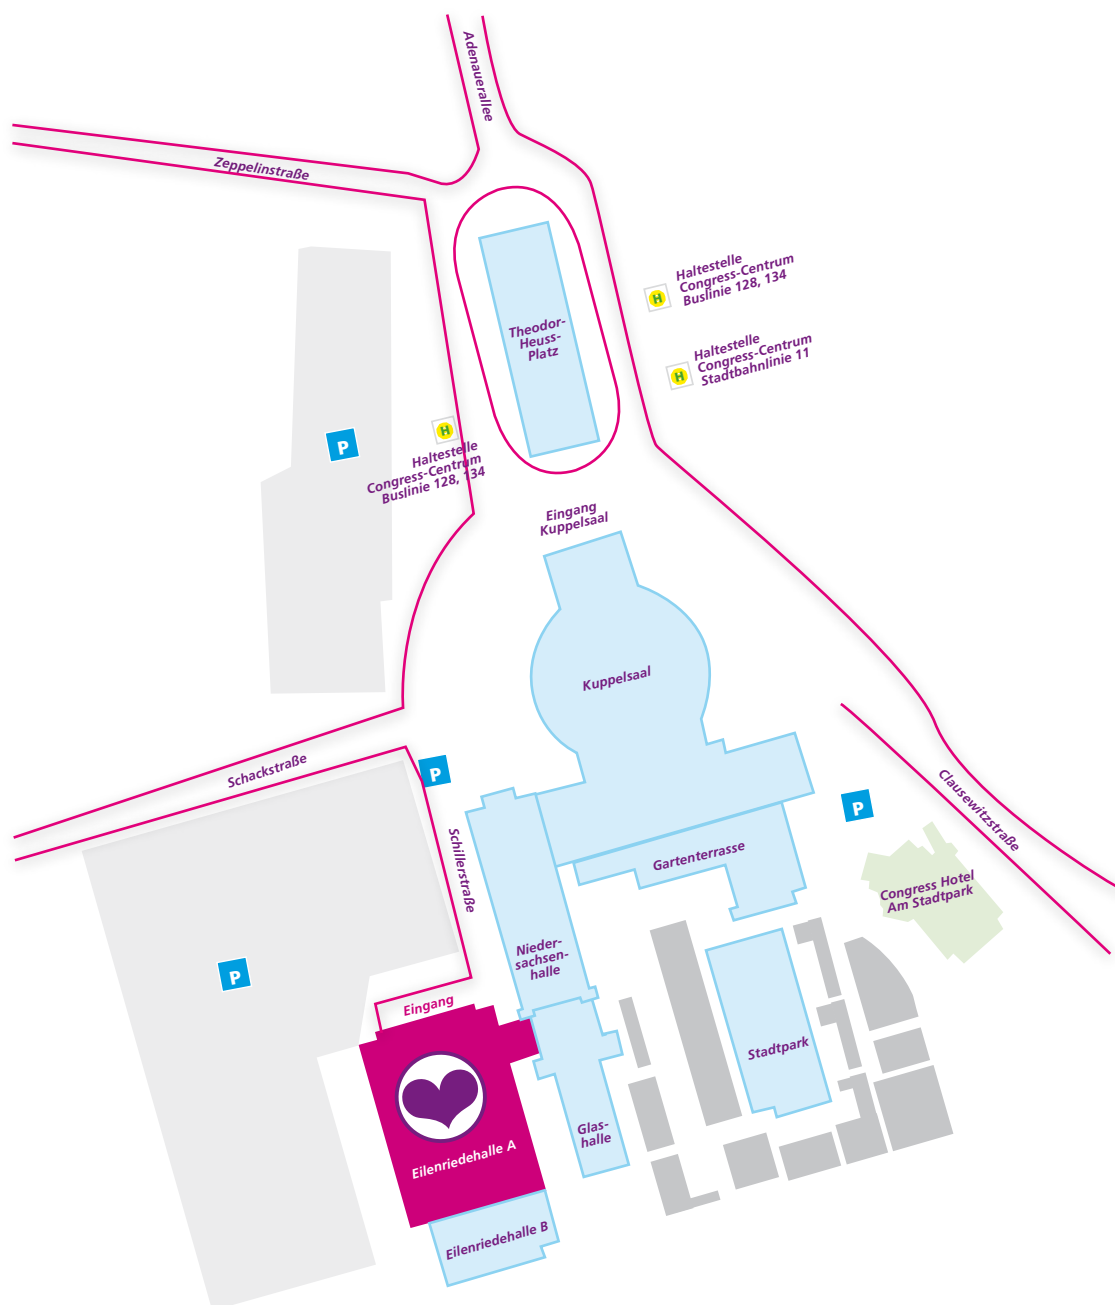 Adenauerallee
Zeppelinstraße
Haltestelle
Congress-Centrum
Buslinie 128, 134
H
Theodor-
Heuss-
Platz
Haltestelle
Congress-Centrum
Stadtbahnlinie 11
H
P
H
Haltestelle
Congress-Centrum
Buslinie 128, 134
Eingang
Kuppelsaal
Kuppelsaal
Schackstraße
P
P
Clausewitzstraße
Schillerstraße
Gartenterrasse
Congress Hotel
Am Stadtpark
Nieder-
sachsen-
halle
P
Eingang
Stadtpark
Glas-
halle
Eilenriedehalle A
Eilenriedehalle B